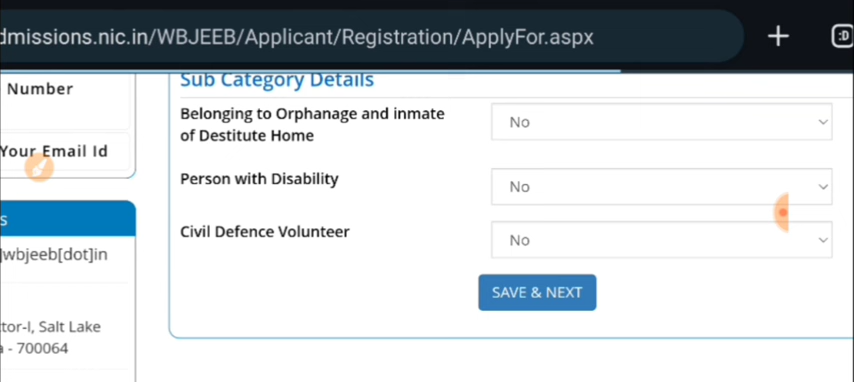 dmissions.nic.in/WBJEEB/Applicant/Registration/ApplyFor.aspx
:D
Number
Your Email Id
s
]wbjeeb[dot]in
tor-I, Salt Lake
a - 700064
Sub Category Details
Belonging to Orphanage and inmate
of Destitute Home
No
Person with Disability
No
Civil Defence Volunteer
No
SAVE & NEXT